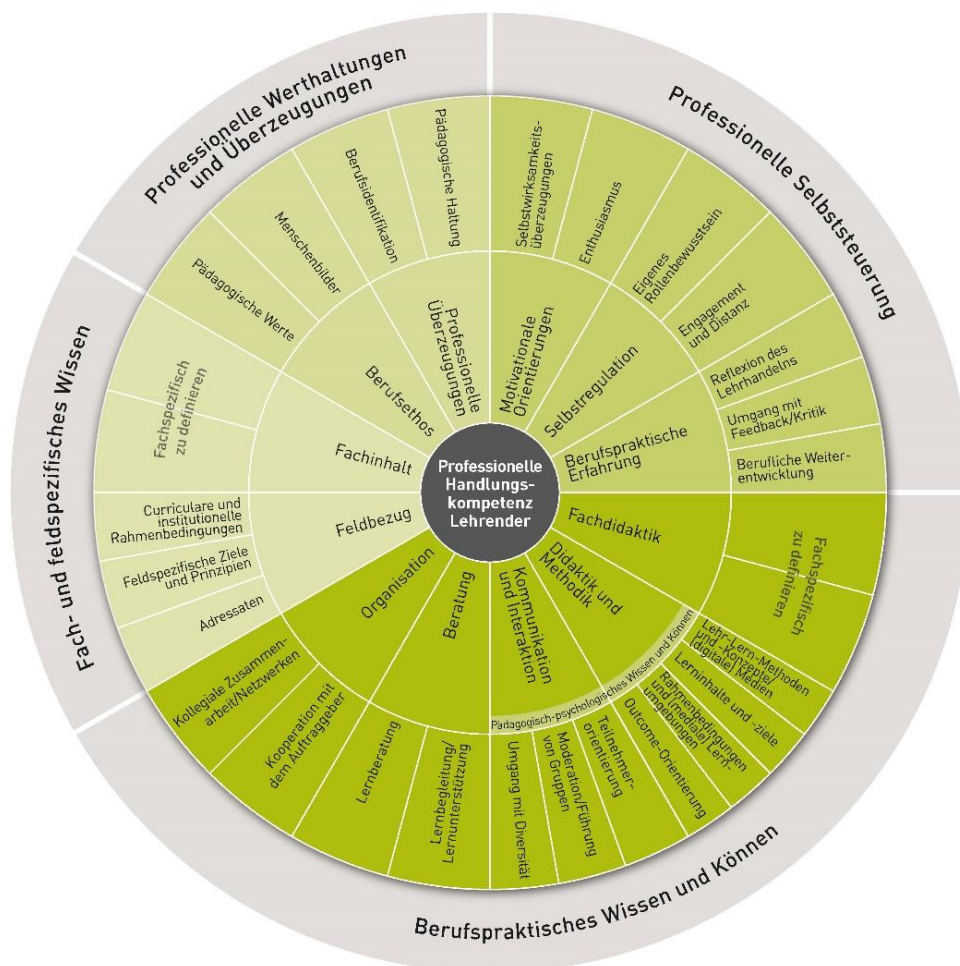 Professionelle Werthaltungen
und Überzeugungen
Professionelle Selbststeuerung
Fach- und feldspezifisches Wissen
Berufspraktisches Wissen und Können
Professionelle
Handlungs-
kompetenz
Lehrender
Professionelle
Überzeugungen
Motivationale
Orientierungen
Selbstregulation
Berufspraktische
Erfahrung
Fachdidaktik
Didaktik und
Methodik
Kommunikation
und Interaktion
Beratung
Organisation
Feldbezug
Fachinhalt
Berufsethos
Pädagogisch-psychologisches Wissen und Können
Pädagogische Werte
Menschenbilder
Berufsidentifikation
Pädagogische Haltung
Selbstwirksamkeits-
überzeugungen
Enthusiasmus
Eigenes
Rollenbewusstsein
Engagement
und Distanz
Reflexion des
Lehrhandelns
Umgang mit
Feedback/Kritik
Berufliche Weiter-
entwicklung
Fachspezifisch
zu definieren
Lehr-Lern-Methoden
und -Konzepte/
(digitale) Medien
Lerninhalte und -ziele
Rahmenbedingungen
und (mediale) Lern-
umgebungen
Outcome-Orientierung
Teilnehmer-
orientierung
Moderation/Führung
von Gruppen
Umgang mit Diversität
Lernbegleitung/
Lernunterstützung
Lernberatung
Kooperation mit
dem Auftraggeber
Kollegiale Zusammen-
arbeit/Netzwerken
Adressaten
Feldspezifische Ziele
und Prinzipien
Curriculare und
institutionelle
Rahmenbedingungen
Fachspezifisch
zu definieren